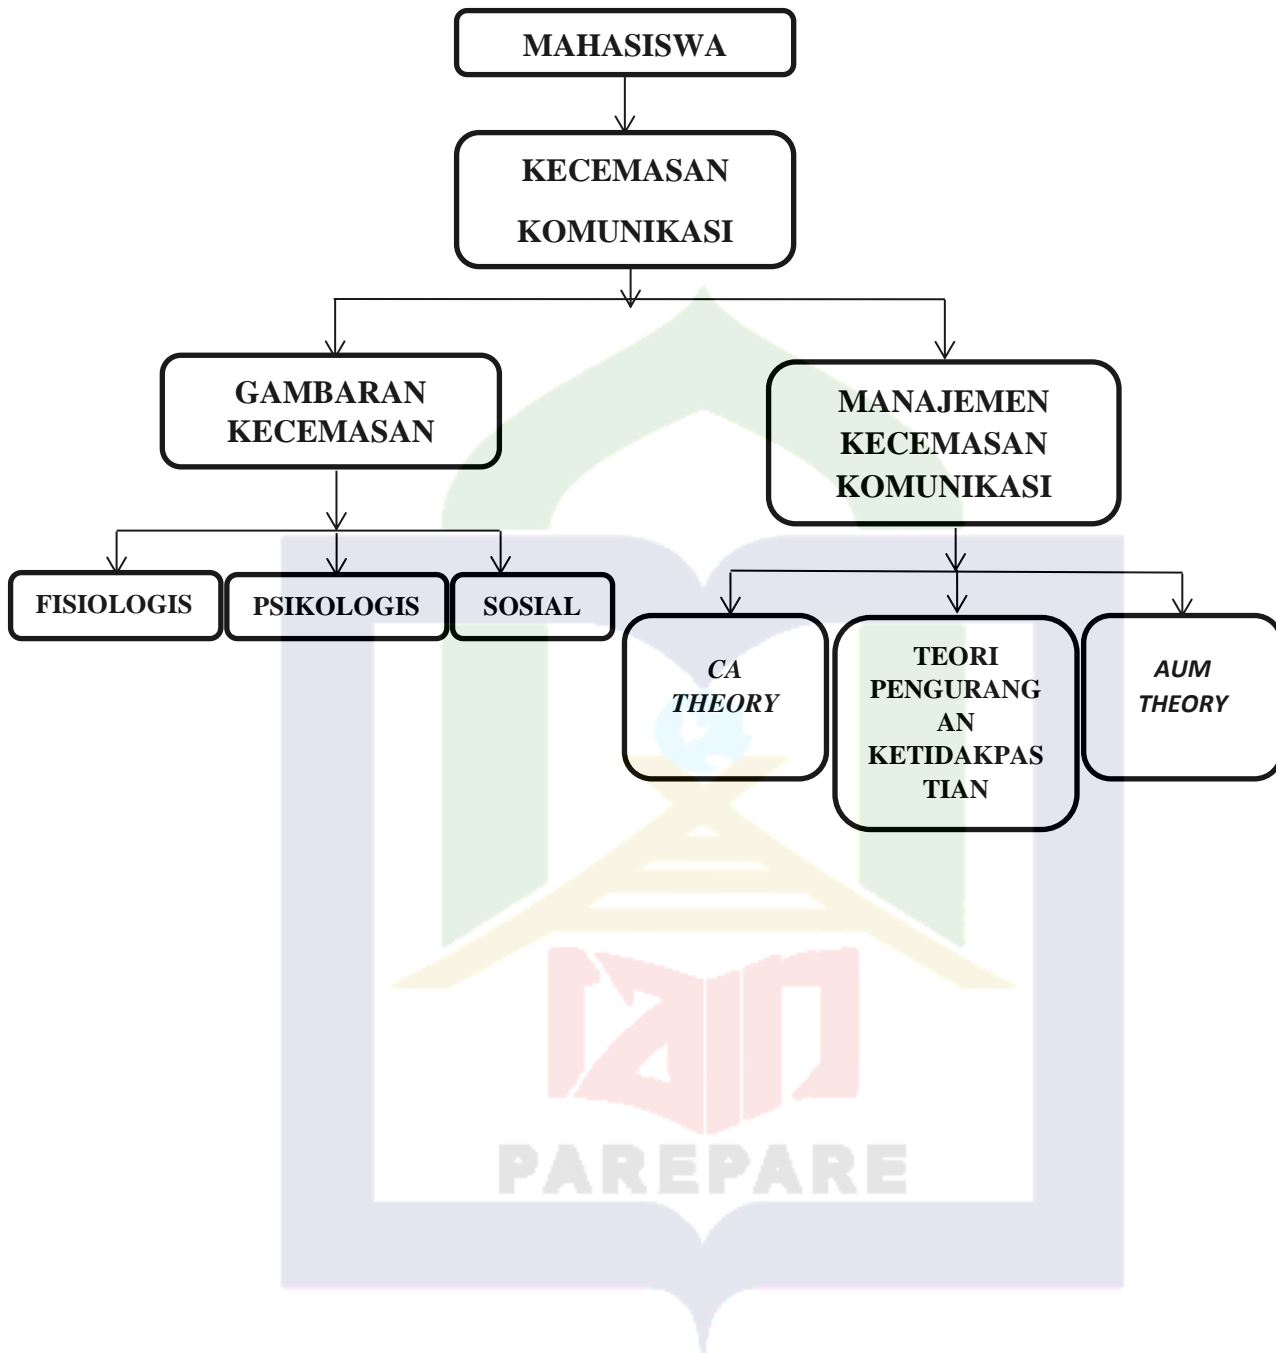 MAHASISWA
KECEMASAN
KOMUNIKASI
GAMBARAN
KECEMASAN
MANAJEMEN
KECEMASAN
KOMUNIKASI
FISIOLOGIS
PSIKOLOGIS
SOSIAL
CA
THEORY
TEORI
PENGURANG
AN
KETIDAKPAS
TIAN
AUM
THEORY
iain
PAREPARE